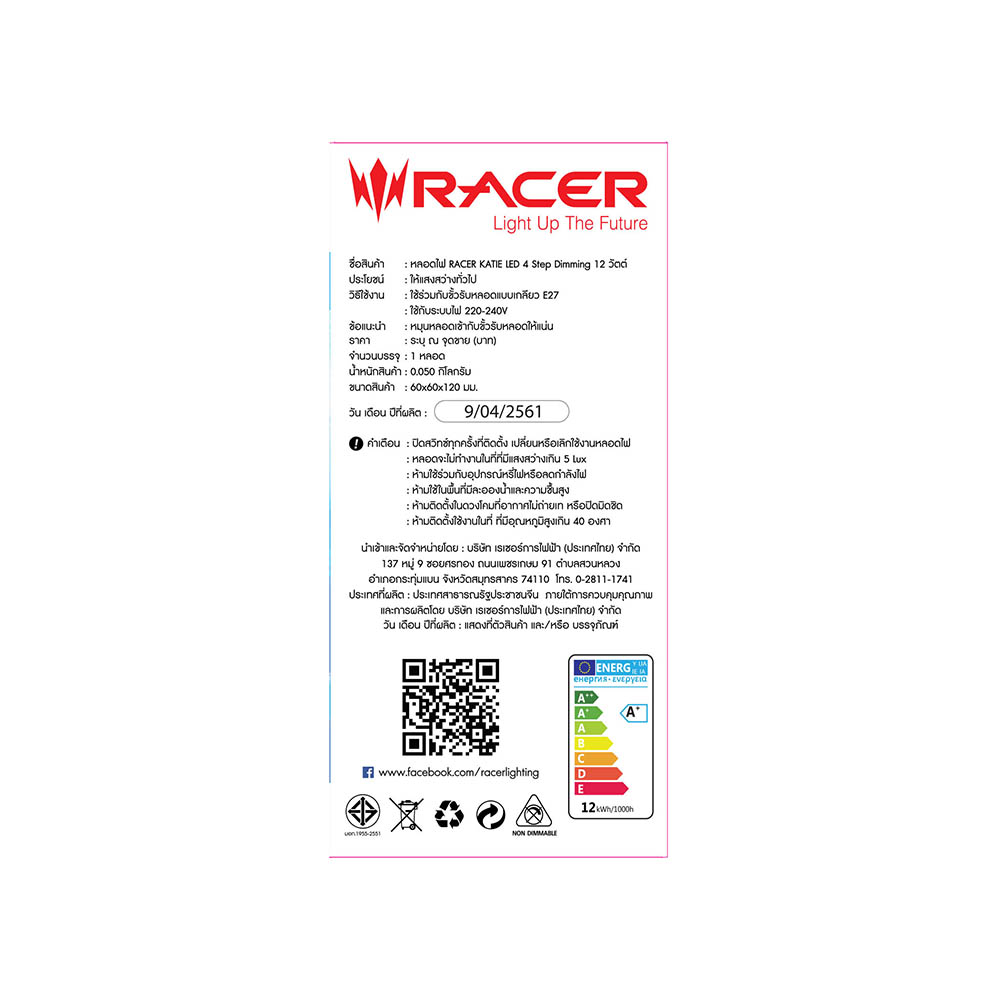 RACER
Light Up The Future
ชื่อสินค้า : หลอดไฟ RACER KATIE LED 4 Step Dimming 12 วัตต์
ประโยชน์ : ให้แสงสว่างทั่วไป
วิธีใช้งาน : ใช้ร่วมกับขั้วรับหลอดแบบเกลียว E27
: ใช้กับระบบไฟ 220-240V
ข้อแนะนำ : หมุนหลอดเข้ากับขั้วรับหลอดให้แน่น
ราคา : ระบุ ณ จุดขาย (บาท)
จำนวนบรรจุ : 1 หลอด
น้ำหนักสินค้า : 0.050 กิโลกรัม
ขนาดสินค้า : 60x60x120 มม.
วัน เดือน ปีที่ผลิต : 9/04/2561
! คำเตือน : ปิดสวิทซ์ทุกครั้งที่ติดตั้ง เปลี่ยนหรือเลิกใช้งานหลอดไฟ
: หลอดจะไม่ทำงานในที่ที่มีแสงสว่างเกิน 5 Lux
: ห้ามใช้ร่วมกับอุปกรณ์หรี่ไฟหรือลดกำลังไฟ
: ห้ามใช้ในพื้นที่มีละอองน้ำและความชื้นสูง
: ห้ามติดตั้งในดวงโคมที่อากาศไม่ถ่ายเท หรือปิดมิดชิด
: ห้ามติดตั้งใช้งานในที่ ที่มีอุณหภูมิสูงเกิน 40 องศา
นำเข้าและจัดจำหน่ายโดย : บริษัท เรเซอร์การไฟฟ้า (ประเทศไทย) จำกัด
137 หมู่ 9 ซอยศรีทอง ถนนเพชรเกษม 91 ตำบลสวนหลวง
อำเภอกระทุ่มแบน จังหวัดสมุทรสาคร 74110 โทร. 0-2811-1741
ประเทศที่ผลิต : ประเทศสาธารณรัฐประชาชนจีน ภายใต้การควบคุมคุณภาพ
และการผลิตโดย บริษัท เรเซอร์การไฟฟ้า (ประเทศไทย) จำกัด
วัน เดือน ปีที่ผลิต : แสดงที่ตัวสินค้า และ/หรือ บรรจุภัณฑ์
ENERG Y UA
IE IA
енергия · ενεργεια
A++
A+
A+
A
B
C
D
E
12 kWh/1000h
www.facebook.com/racerlighting
มอก.1955-2551
NON DIMMABLE